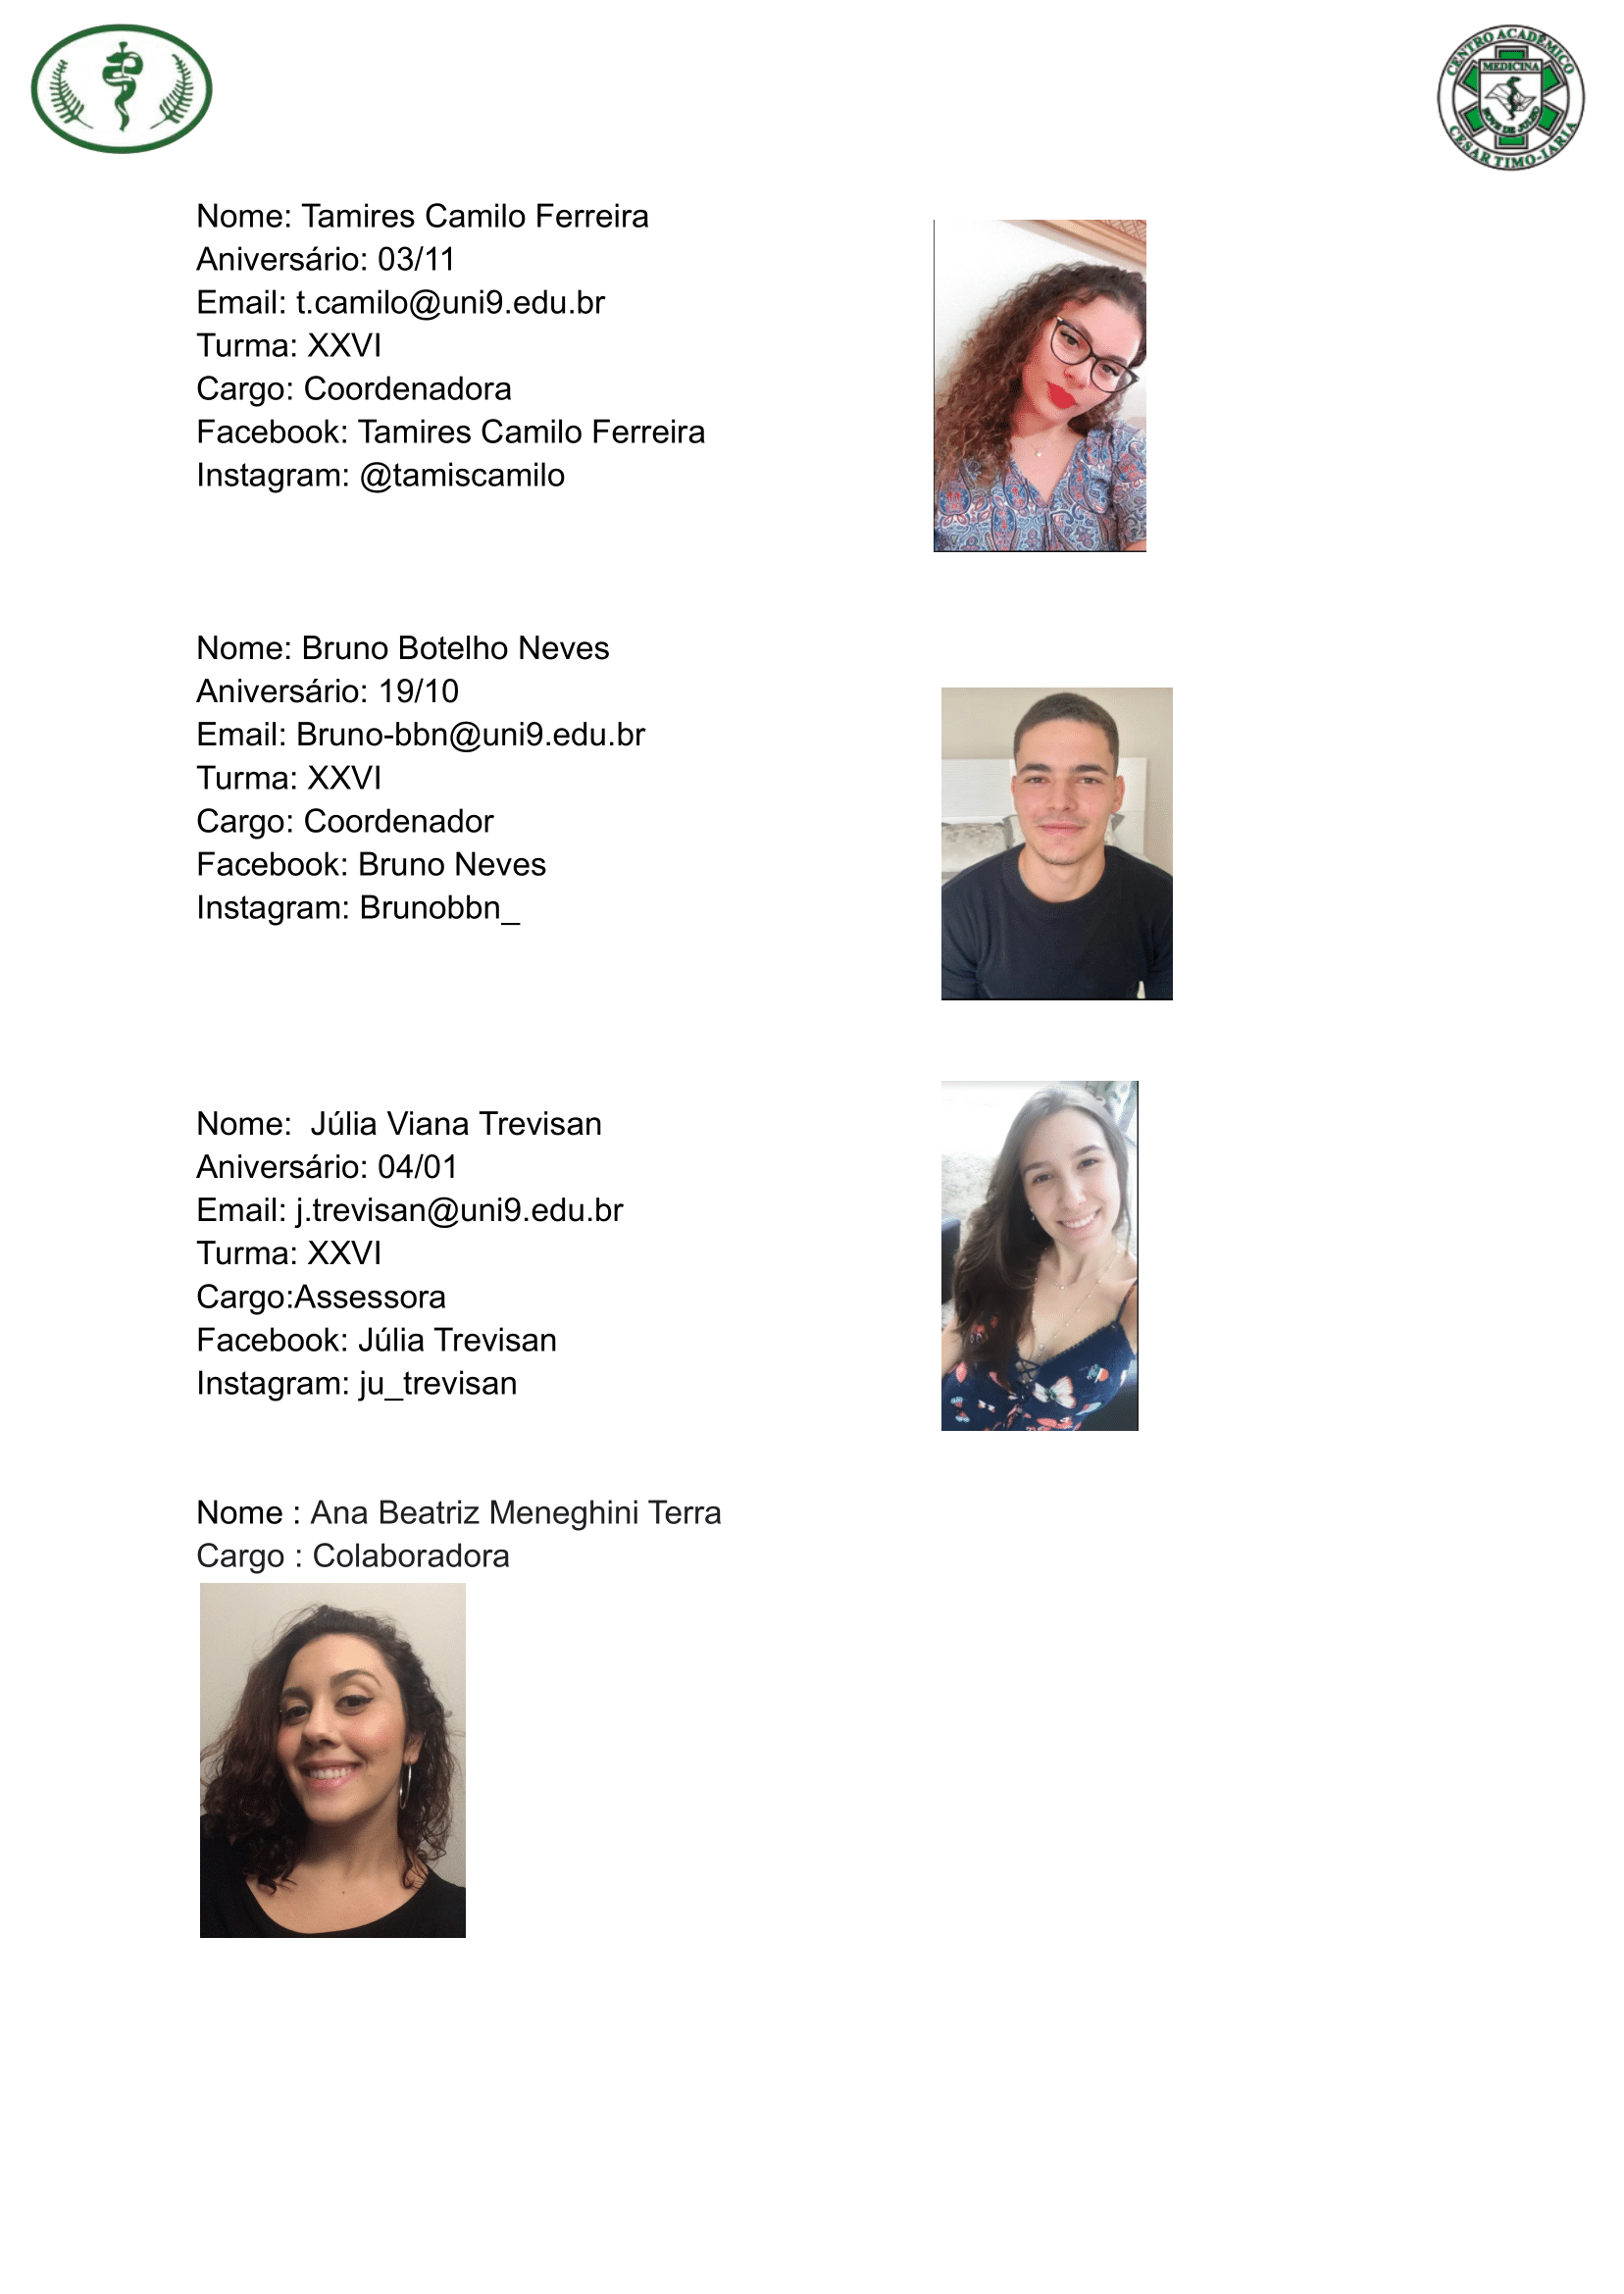 CENTRO ACADÊMICO
MEDICINA
NOVE DE JULHO
CESAR TIMO-IARIA
Nome: Tamires Camilo Ferreira
Aniversário: 03/11
Email: t.camilo@uni9.edu.br
Turma: XXVI
Cargo: Coordenadora
Facebook: Tamires Camilo Ferreira
Instagram: @tamiscamilo
Nome: Bruno Botelho Neves
Aniversário: 19/10
Email: Bruno-bbn@uni9.edu.br
Turma: XXVI
Cargo: Coordenador
Facebook: Bruno Neves
Instagram: Brunobbn_
Nome:  Júlia Viana Trevisan
Aniversário: 04/01
Email: j.trevisan@uni9.edu.br
Turma: XXVI
Cargo:Assessora
Facebook: Júlia Trevisan
Instagram: ju_trevisan
Nome : Ana Beatriz Meneghini Terra
Cargo : Colaboradora